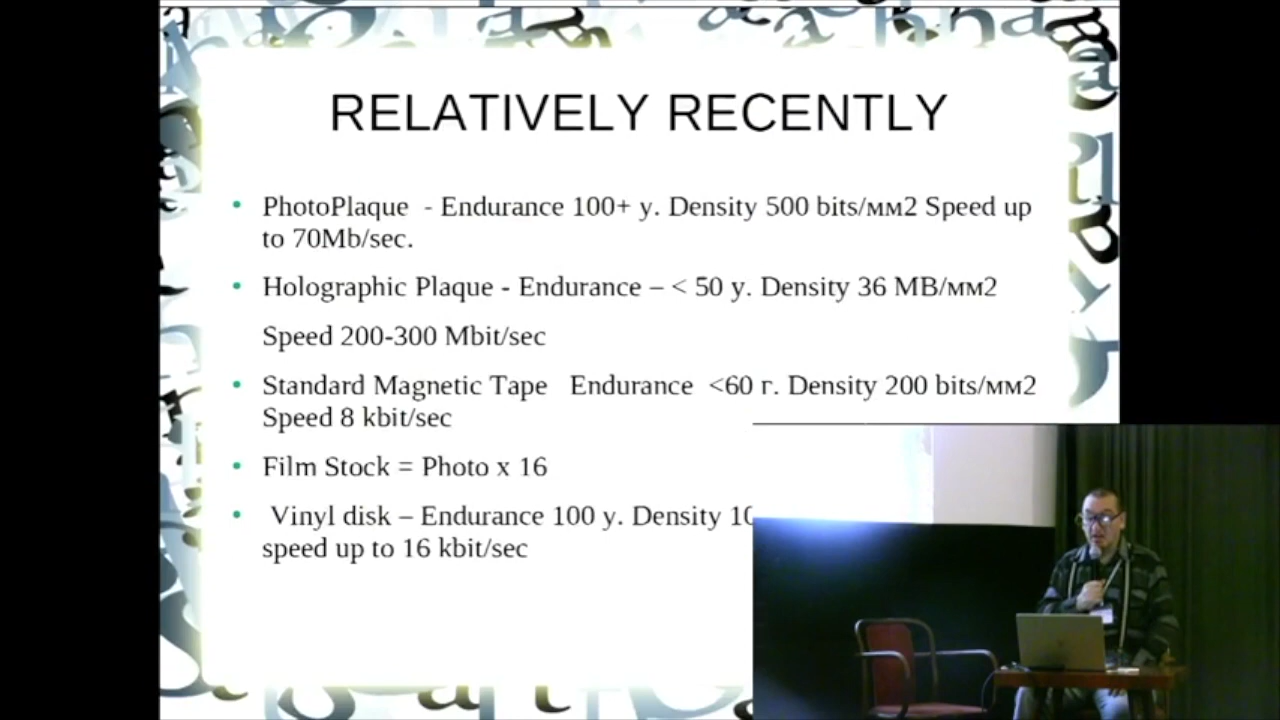 RELATIVELY RECENTLY
PhotoPlaque - Endurance 100+ y. Density 500 bits/мм2 Speed up
to 70Mb/sec.
Holographic Plaque - Endurance – < 50 y. Density 36 MB/мм2
Speed 200-300 Mbit/sec
Standard Magnetic Tape Endurance <60 г. Density 200 bits/мм2
Speed 8 kbit/sec
Film Stock = Photo x 16
Vinyl disk – Endurance 100 y. Density
speed up to 16 kbit/sec